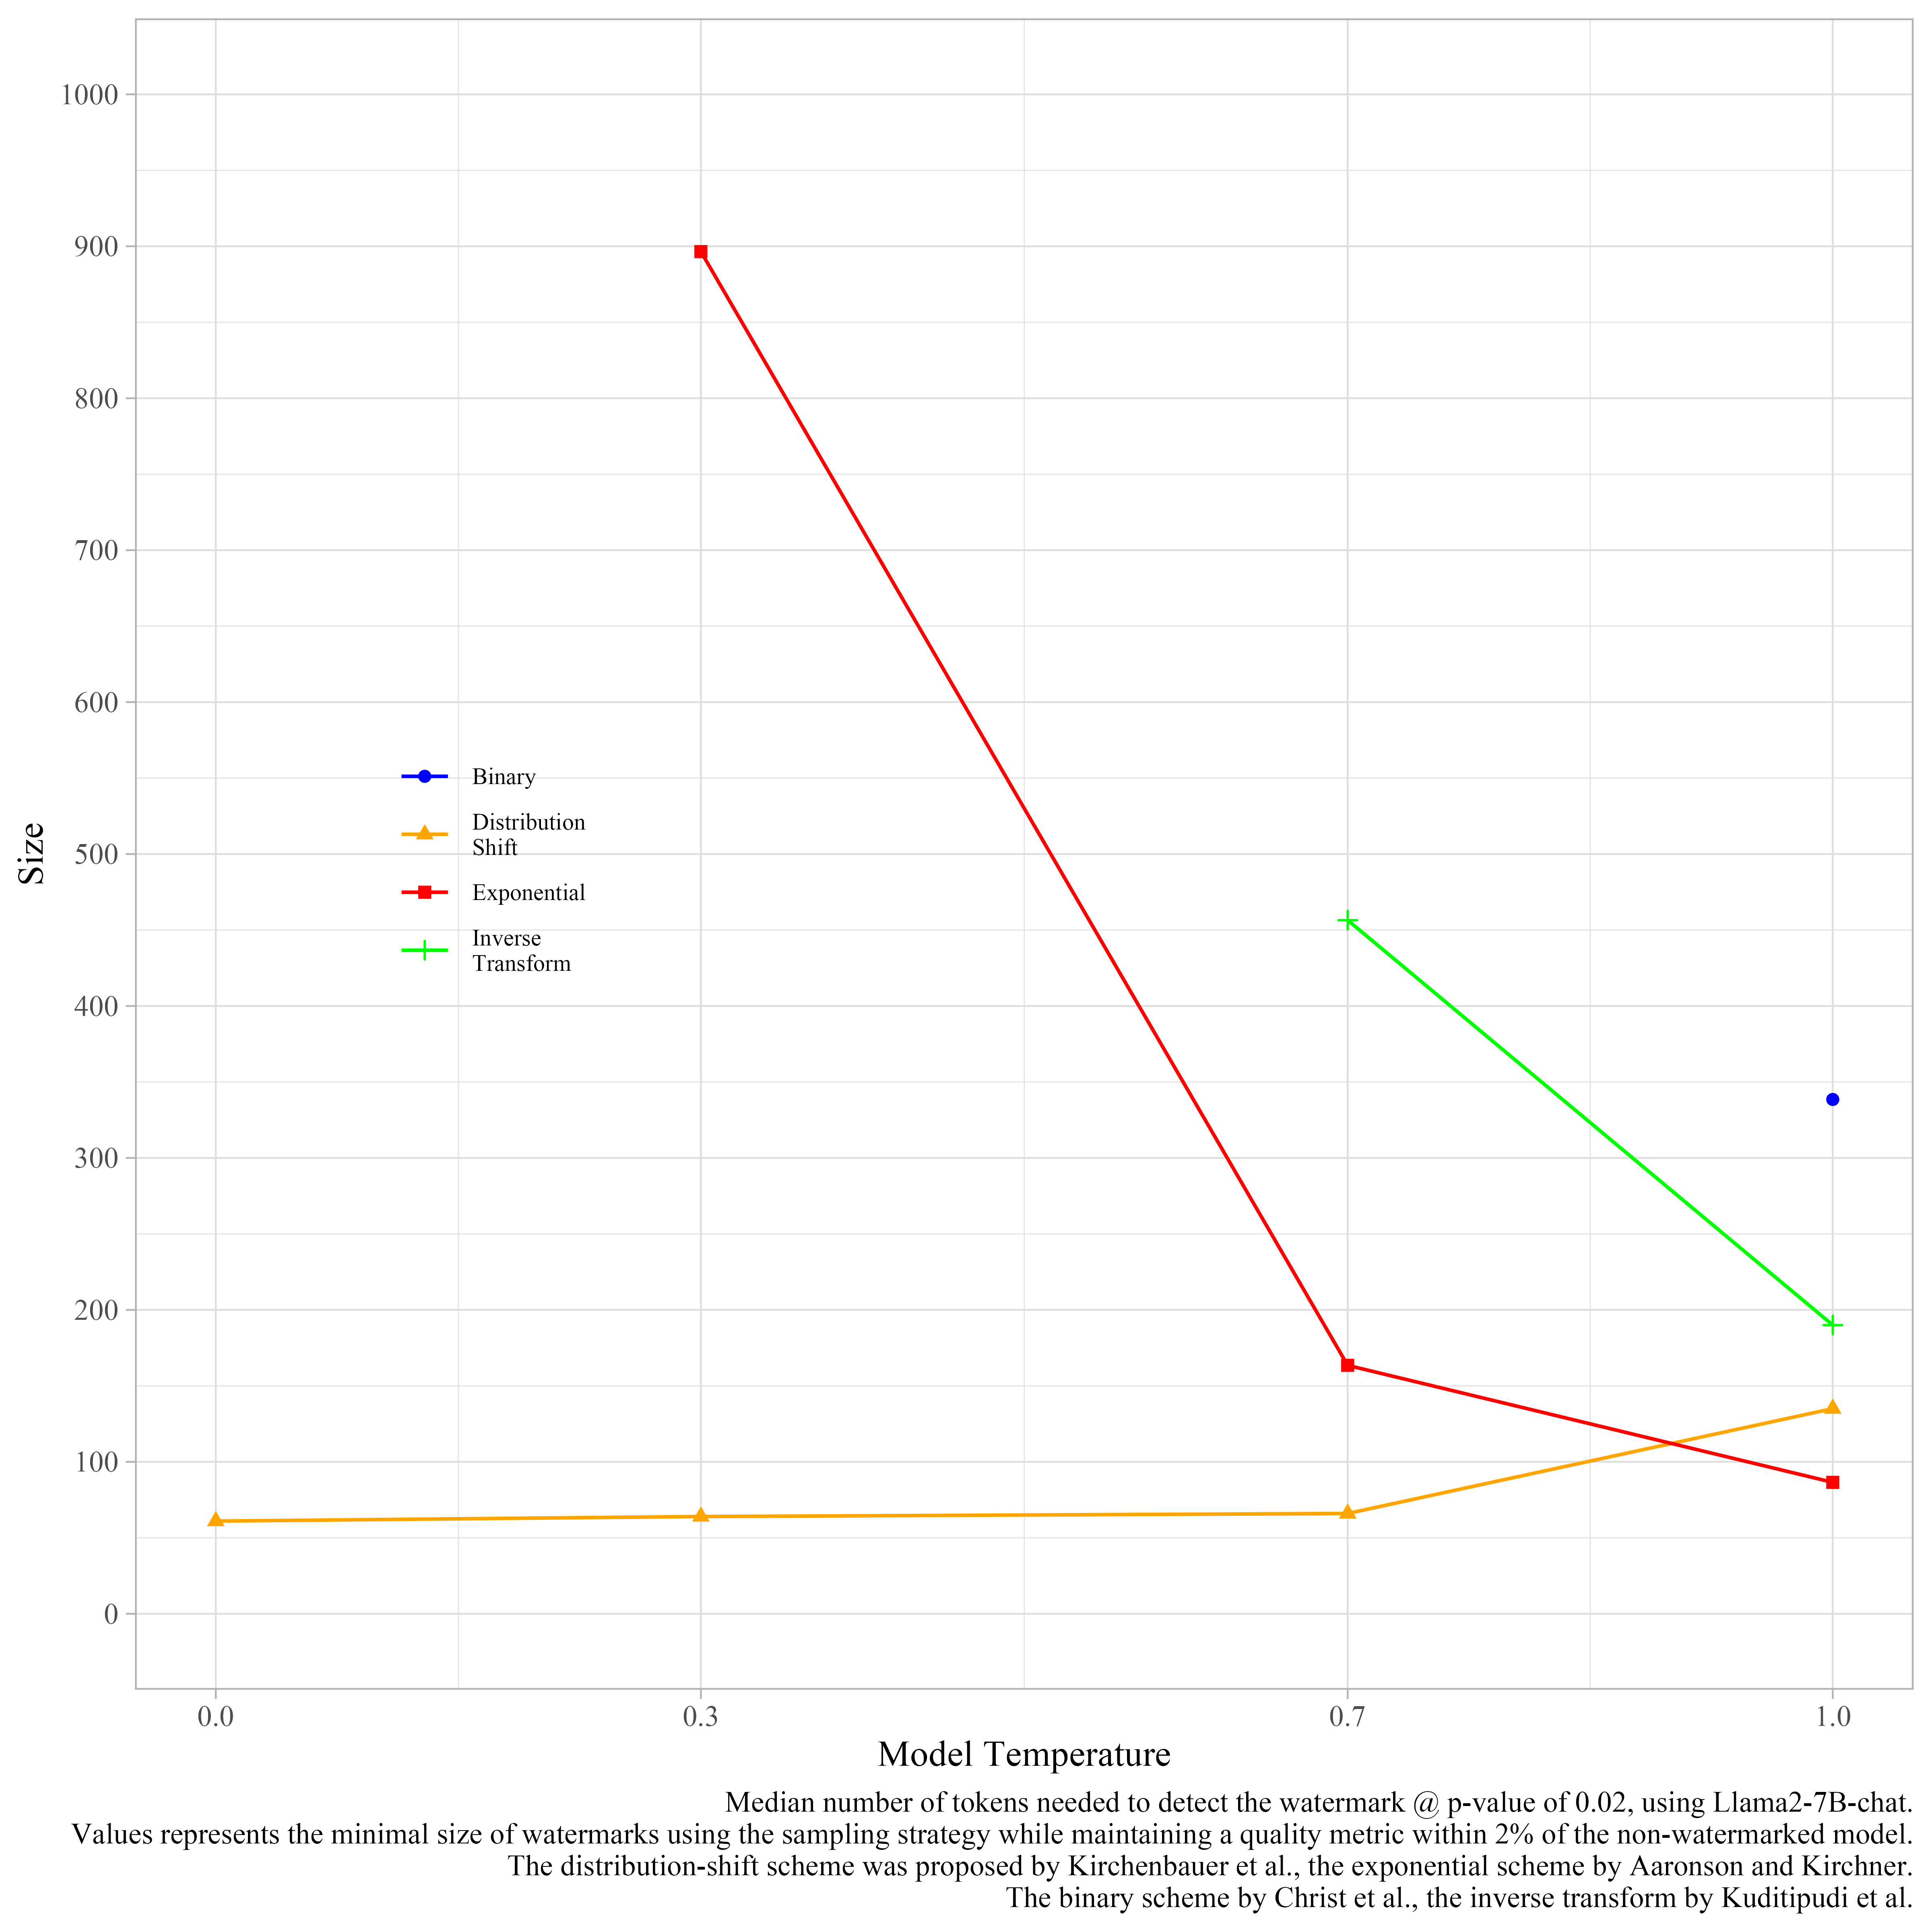 1000
900
800
700
600
500
400
300
200
100
0
Size
Binary
Distribution
Shift
Exponential
Inverse
Transform
0.0 0.3 0.7 1.0
Model Temperature
Median number of tokens needed to detect the watermark @ p-value of 0.02, using Llama2-7B-chat.
Values represents the minimal size of watermarks using the sampling strategy while maintaining a quality metric within 2% of the non-watermarked model.
The distribution-shift scheme was proposed by Kirchenbauer et al., the exponential scheme by Aaronson and Kirchner.
The binary scheme by Christ et al., the inverse transform by Kuditipudi et al.